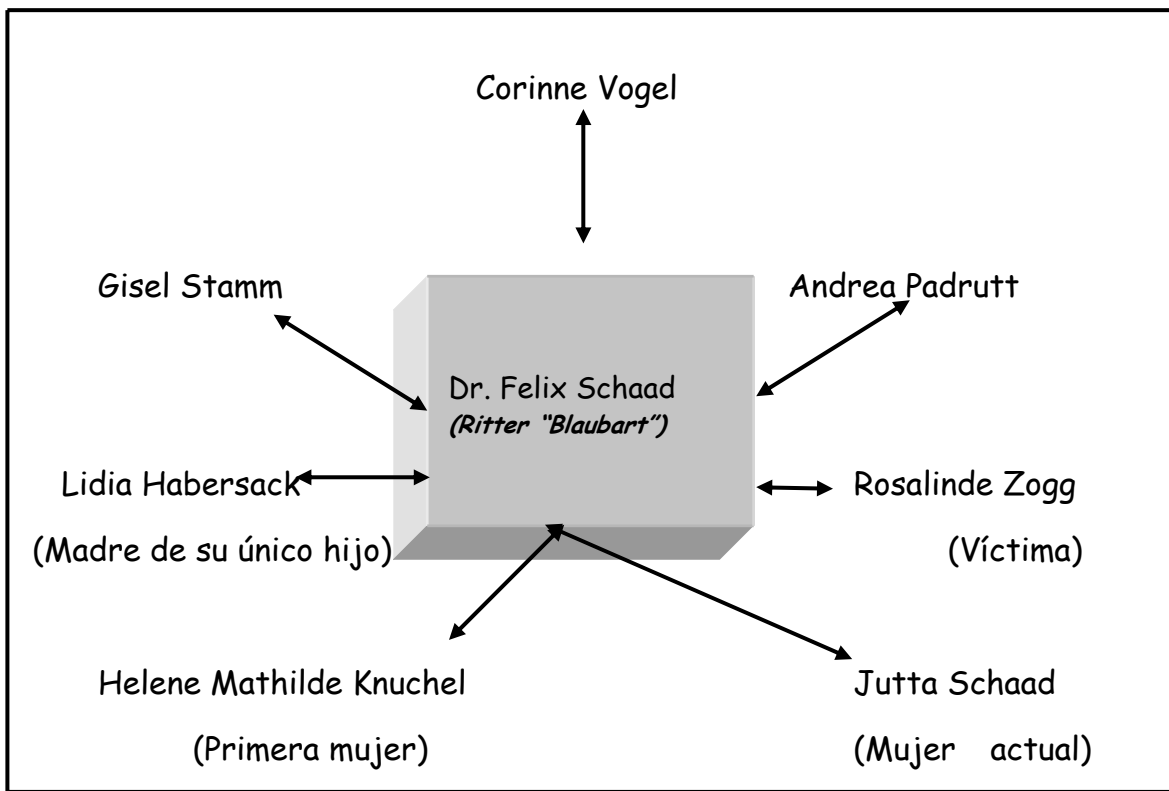 Corinne Vogel
Gisel Stamm
Andrea Padrutt
Dr. Felix Schaad
(Ritter "Blaubart")
Lidia Habersack
(Madre de su único hijo)
Rosalinde Zogg
(Víctima)
Helene Mathilde Knuchel
(Primera mujer)
Jutta Schaad
(Mujer actual)